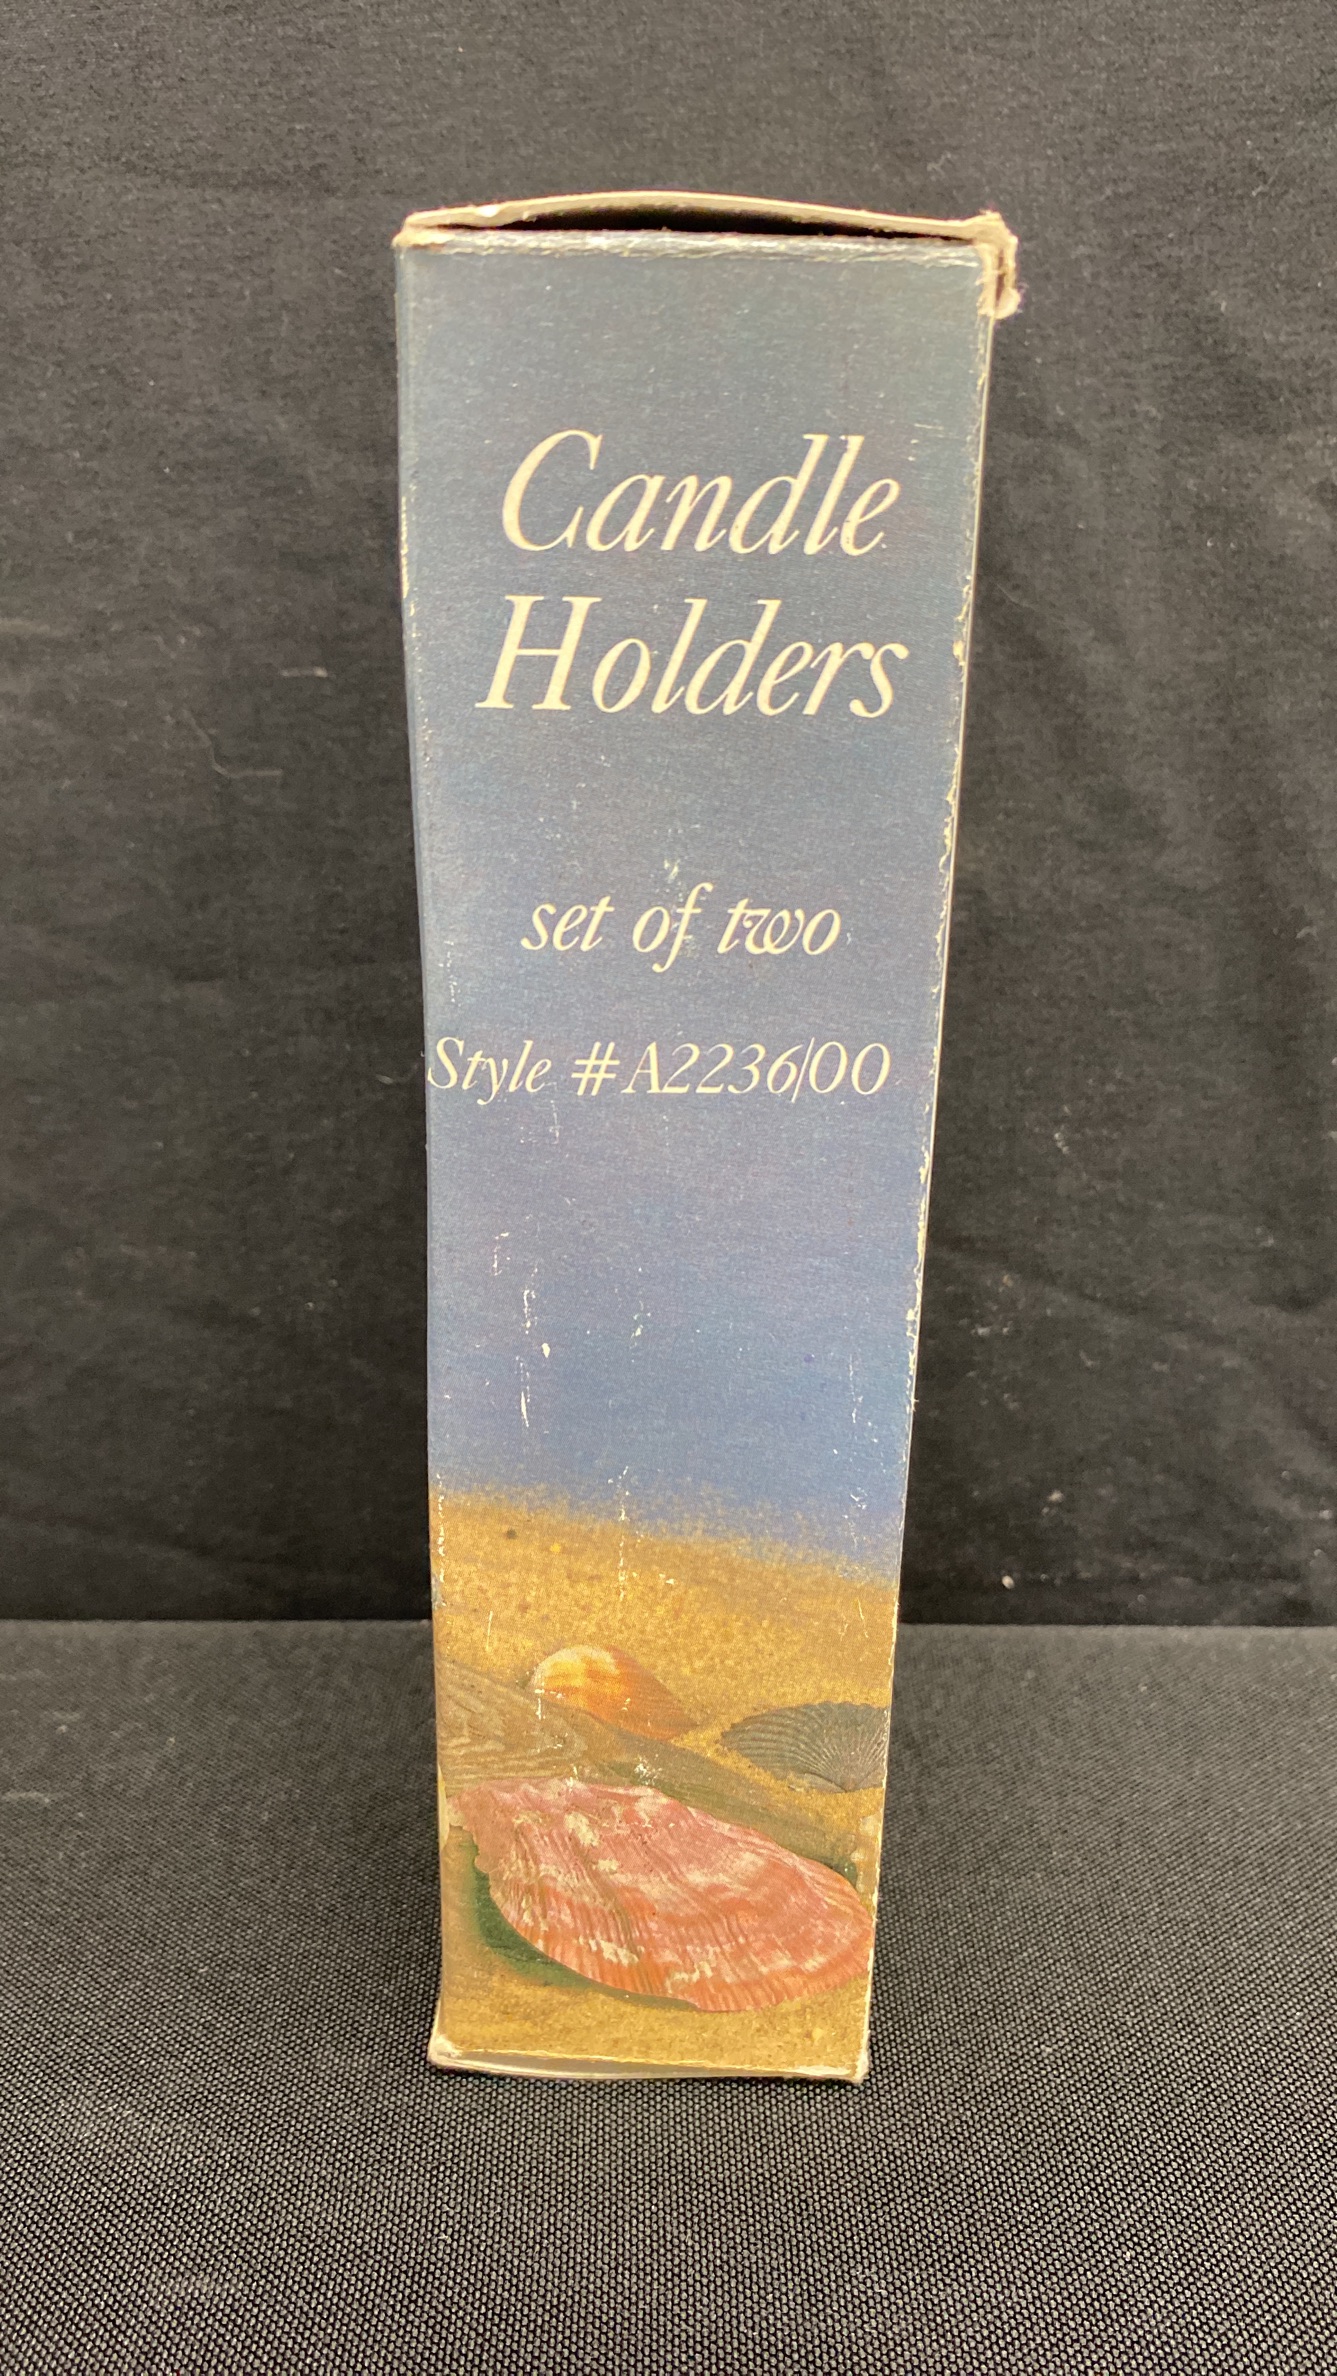 Candle
Holders
set of two
Style #A2236/00